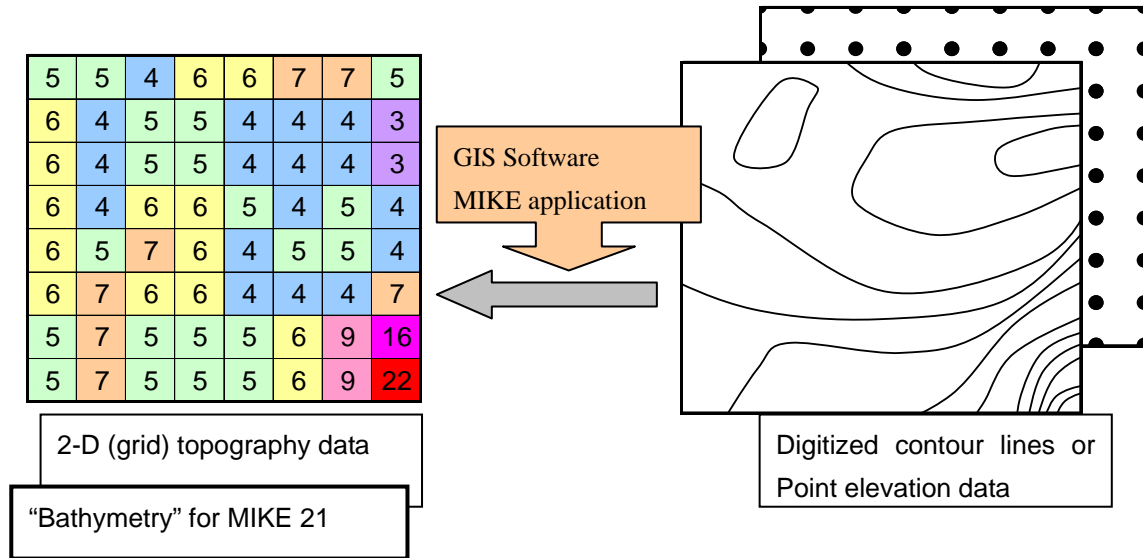 5 5 4 6 6 7 7 5
6 4 5 5 4 4 4 3
6 4 5 5 4 4 4 3
6 4 6 6 5 4 5 4
6 5 7 6 4 5 5 4
6 7 6 6 4 4 4 7
5 7 5 5 5 6 9 16
5 7 5 5 5 6 9 22
GIS Software
MIKE application
2-D (grid) topography data
“Bathymetry” for MIKE 21
Digitized contour lines or
Point elevation data